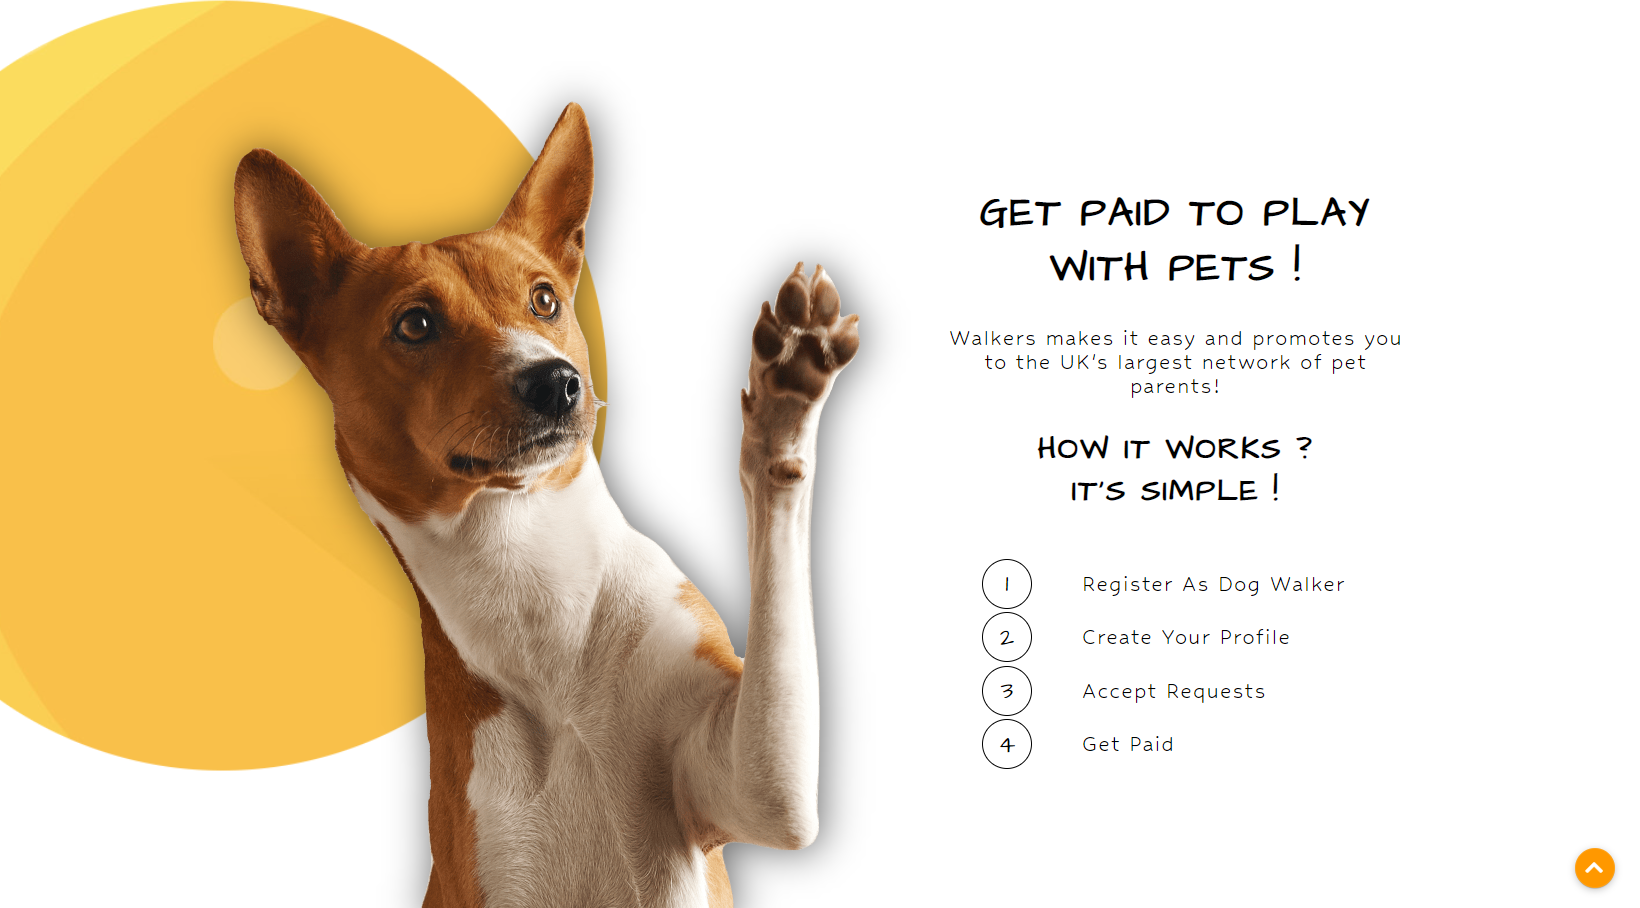 GET PAID TO PLAY
WITH PETS !
Walkers makes it easy and promotes you
to the UK's largest network of pet
parents!
HOW IT WORKS ?
IT'S SIMPLE !
1 Register As Dog Walker
2 Create Your Profile
3 Accept Requests
4 Get Paid